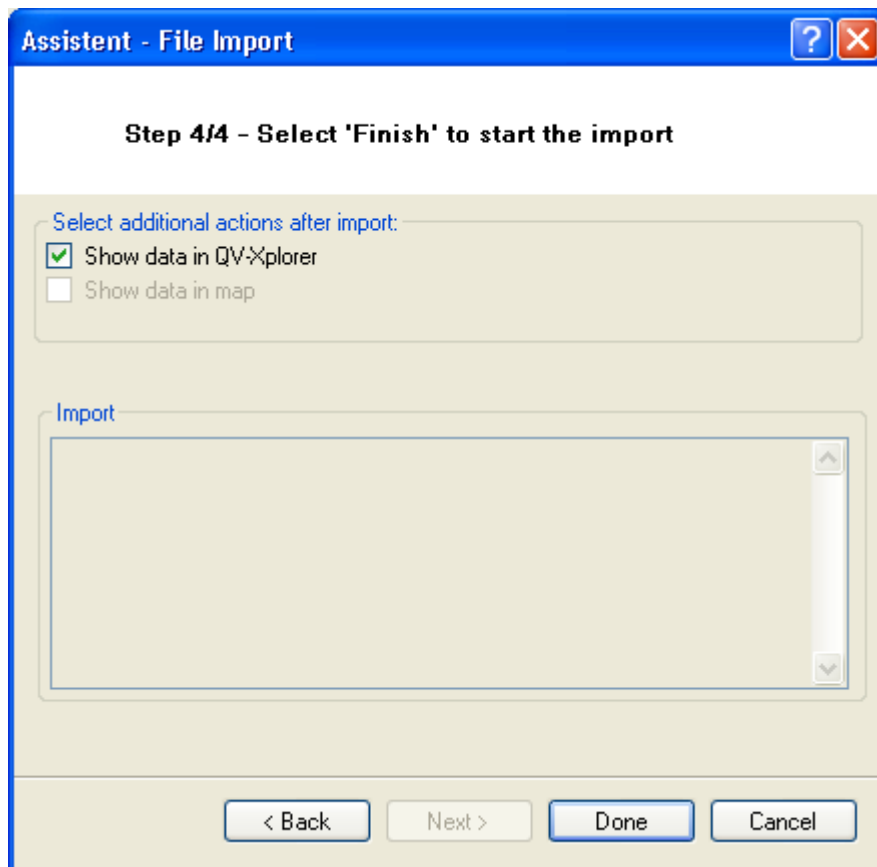 Assistent - File Import
Step 4/4 - Select 'Finish' to start the import
Select additional actions after import:
Show data in QV-Xplorer
Show data in map
Import
< Back Next > Done Cancel